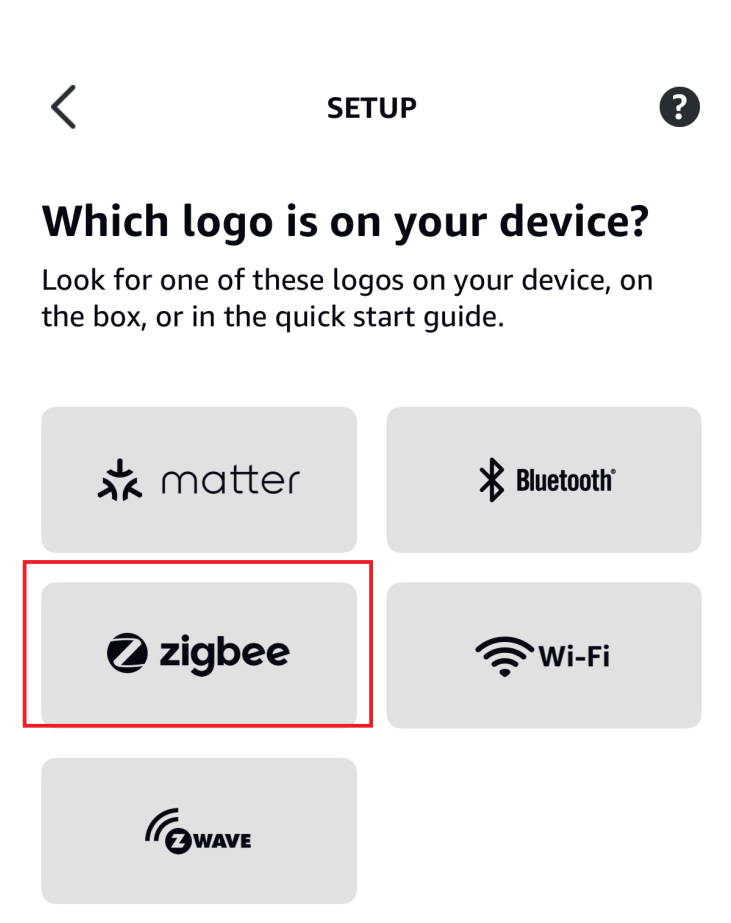 SETUP
?
Which logo is on your device?
Look for one of these logos on your device, on
the box, or in the quick start guide.
matter
Bluetooth®
zigbee
Wi-Fi
Z WAVE